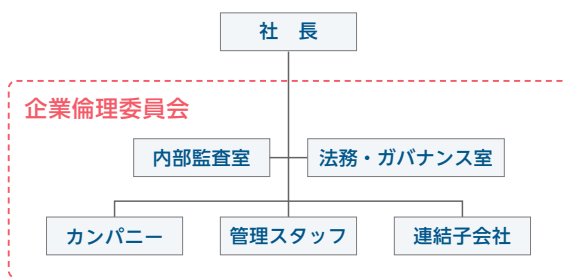 社　長
企業倫理委員会
内部監査室
法務・ガバナンス室
カンパニー
管理スタッフ
連結子会社